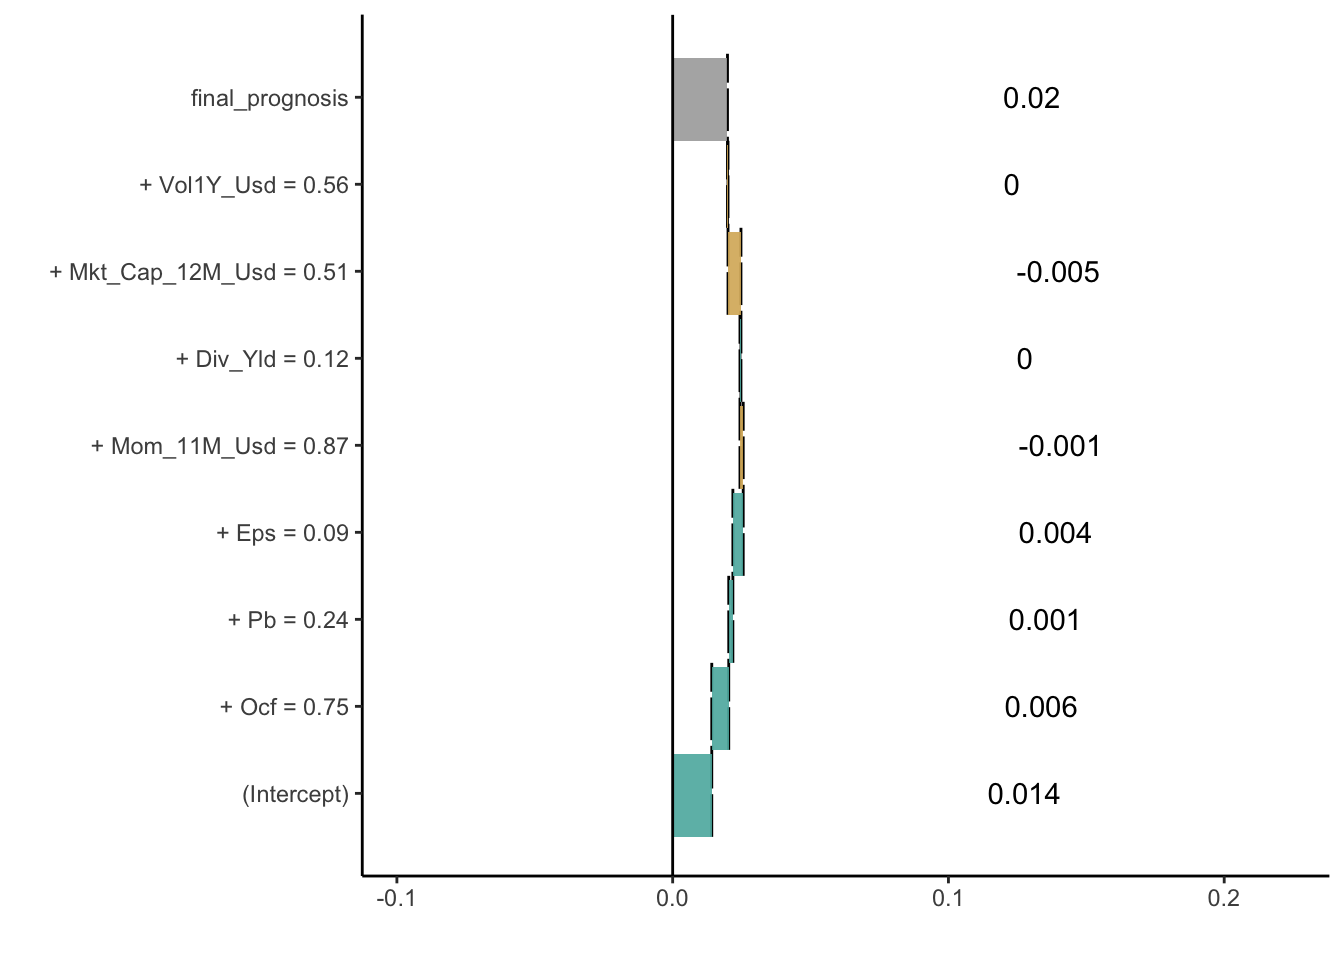 final_prognosis 0.02
+ Vol1Y_Usd = 0.56 0
+ Mkt_Cap_12M_Usd = 0.51 -0.005
+ Div_Yld = 0.12 0
+ Mom_11M_Usd = 0.87 -0.001
+ Eps = 0.09 0.004
+ Pb = 0.24 0.001
+ Ocf = 0.75 0.006
(Intercept) 0.014
-0.1 0.0 0.1 0.2